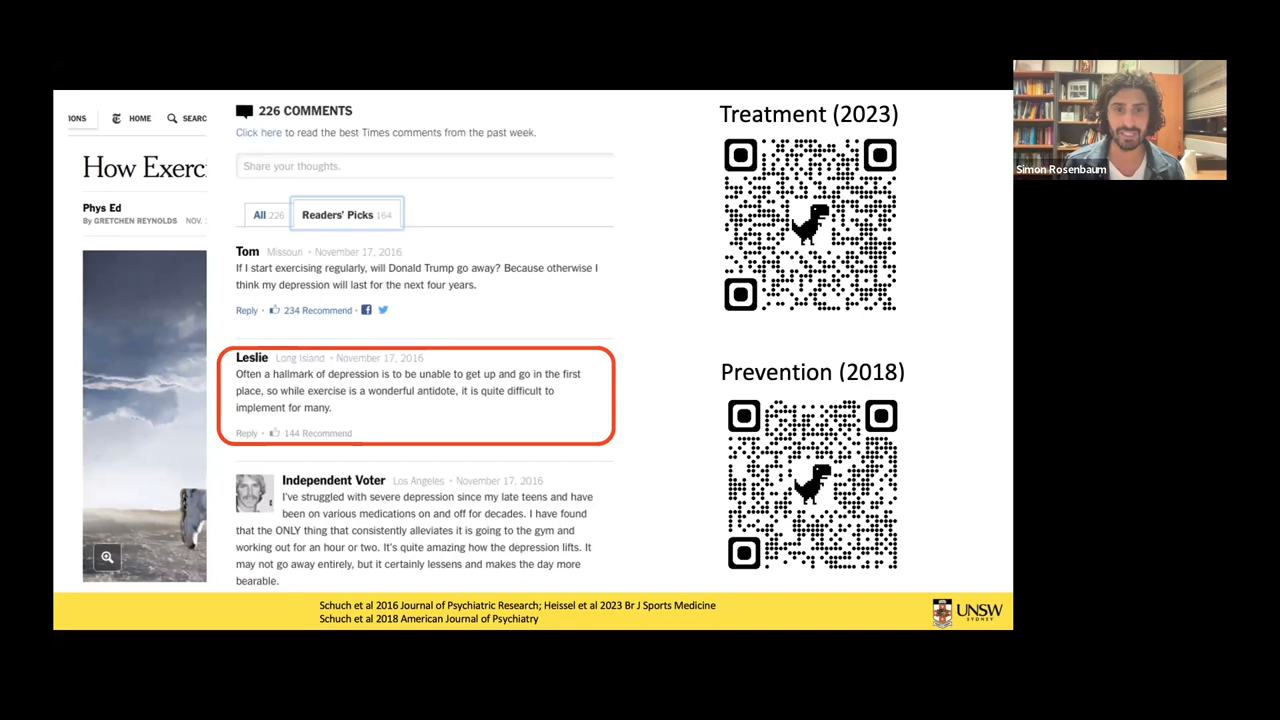 IONS
HOME
SEARC
How Exerc
Phys Ed
By GRETCHEN REYNOLDS NOV.
226 COMMENTS
Click here to read the best Times comments from the past week.
Share your thoughts.
All 226
Readers' Picks 164
Tom Missouri • November 17, 2016
If I start exercising regularly, will Donald Trump go away? Because otherwise I
think my depression will last for the next four years.
Reply • 234 Recommend •
Leslie Long Island • November 17, 2016
Often a hallmark of depression is to be unable to get up and go in the first
place, so while exercise is a wonderful antidote, it is quite difficult to
implement for many.
Reply • 144 Recommend
Independent Voter Los Angeles • November 17, 2016
I've struggled with severe depression since my late teens and have
been on various medications on and off for decades. I have found
that the ONLY thing that consistently alleviates it is going to the gym and
working out for an hour or two. It's quite amazing how the depression lifts. It
may not go away entirely, but it certainly lessens and makes the day more
bearable.
Treatment (2023)
Prevention (2018)
Schuch et al 2016 Journal of Psychiatric Research; Heissel et al 2023 Br J Sports Medicine
Schuch et al 2018 American Journal of Psychiatry
UNSW
SYDNEY
Simon Rosenbaum